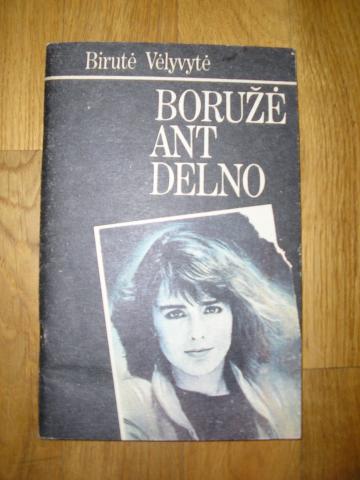 Birutė Vėlyvytė
BORUŽĖ
ANT
DELNO